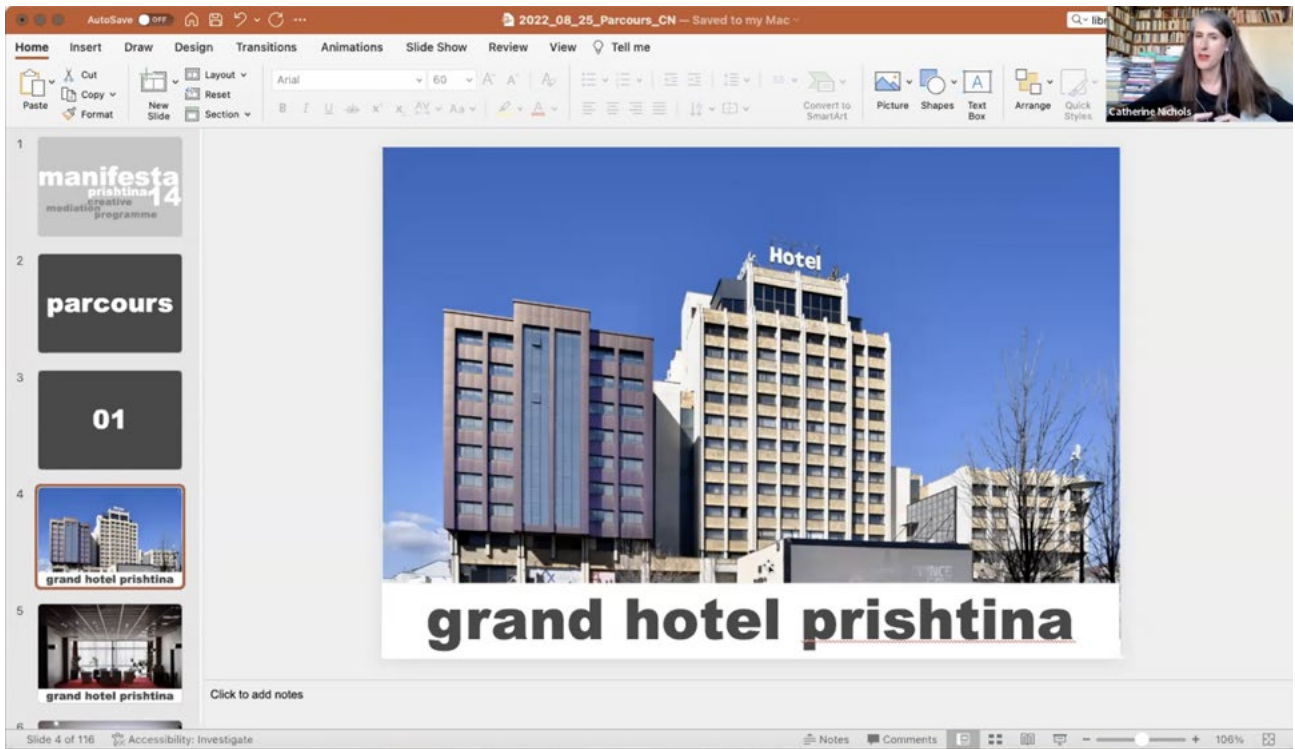 AutoSave OFF
2022_08_25_Parcours_CN — Saved to my Mac
libr
Home Insert Draw Design Transitions Animations Slide Show Review View Tell me
Paste
Cut
Copy
Format
New Slide
Layout
Reset
Section
Arial 60
Convert to SmartArt
Picture
Shapes
Text Box
Arrange
Quick Styles
Catherine Nichols
1
manifesta
prishtina 14
creative
mediation
programme
2
parcours
3
01
4
grand hotel prishtina
5
grand hotel prishtina
6
Hotel
grand hotel prishtina
Click to add notes
Slide 4 of 116 Accessibility: Investigate Notes Comments 106%